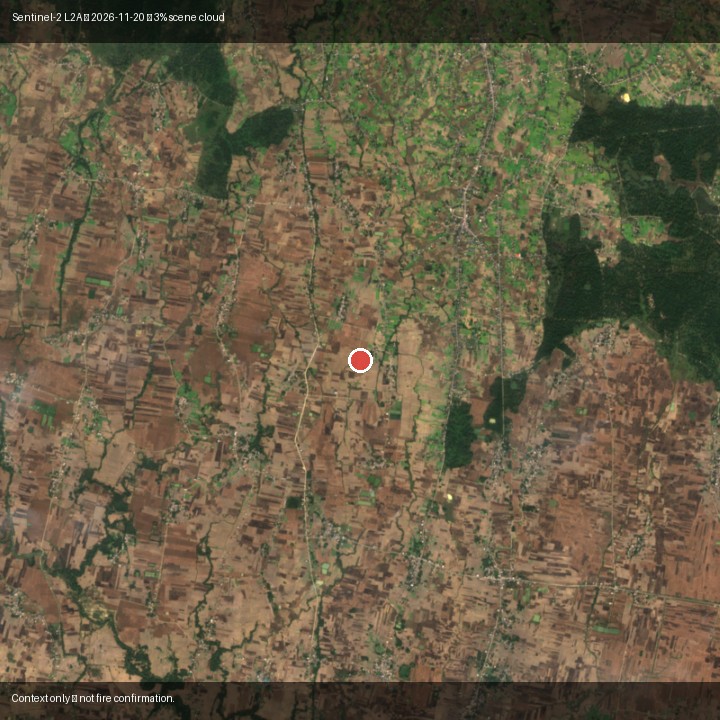 Sentinel-2 L2A▯2026-11-20▯3% scene cloud
Context only▯not fire confirmation.